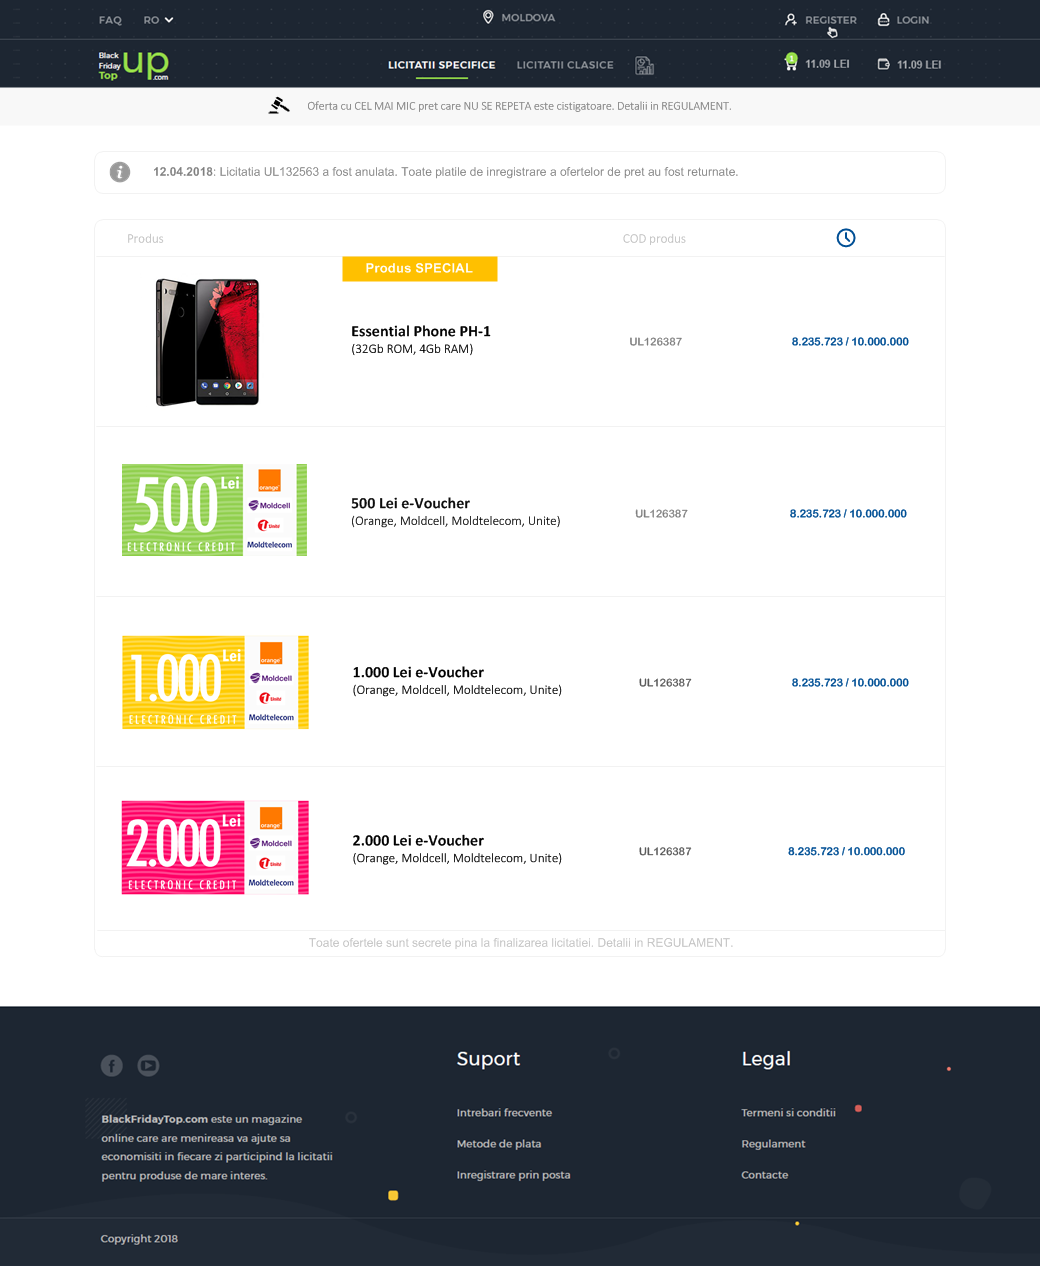 FAQ RO
MOLDOVA
REGISTER LOGIN
Black
Friday
Top
up
.com
LICITATII SPECIFICE LICITATII CLASICE
1
11.09 LEI 11.09 LEI
Oferta cu CEL MAI MIC pret care NU SE REPETA este cistigatoare. Detalii in REGULAMENT.
12.04.2018: Licitatia UL132563 a fost anulata. Toate platile de inregistrare a ofertelor de pret au fost returnate.
Produs COD produs
Produs SPECIAL
Essential Phone PH-1
(32Gb ROM, 4Gb RAM)
UL126387
8.235.723 / 10.000.000
500 Lei
ELECTRONIC CREDIT
orange
Moldcell
Unité
Moldtelecom
500 Lei e-Voucher
(Orange, Moldcell, Moldtelecom, Unite)
UL126387
8.235.723 / 10.000.000
1.000 Lei
ELECTRONIC CREDIT
orange
Moldcell
Unité
Moldtelecom
1.000 Lei e-Voucher
(Orange, Moldcell, Moldtelecom, Unite)
UL126387
8.235.723 / 10.000.000
2.000 Lei
ELECTRONIC CREDIT
orange
Moldcell
Unité
Moldtelecom
2.000 Lei e-Voucher
(Orange, Moldcell, Moldtelecom, Unite)
UL126387
8.235.723 / 10.000.000
Toate ofertele sunt secrete pina la finalizarea licitatiei. Detalii in REGULAMENT.
BlackFridayTop.com este un magazine
online care are menireasa va ajute sa
economisiti in fiecare zi participind la licitatii
pentru produse de mare interes.
Suport
Intrebari frecvente
Metode de plata
Inregistrare prin posta
Legal
Termeni si conditii
Regulament
Contacte
Copyright 2018